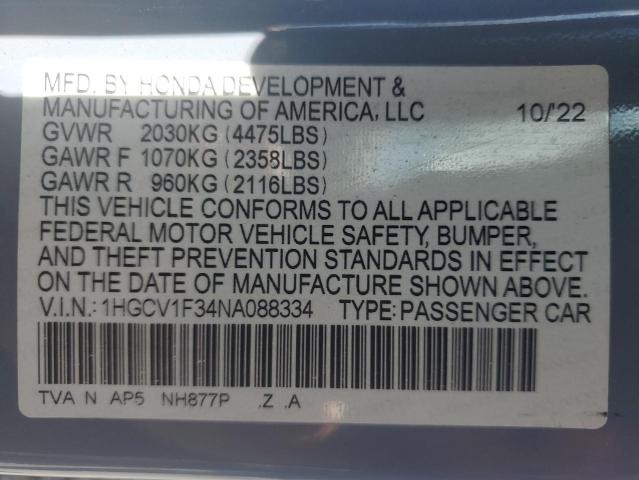 MFD. BY HONDA DEVELOPMENT &
MANUFACTURING OF AMERICA, LLC 10/'22
GVWR 2030KG (4475LBS)
GAWR F 1070KG (2358LBS)
GAWR R 960KG (2116LBS)
THIS VEHICLE CONFORMS TO ALL APPLICABLE
FEDERAL MOTOR VEHICLE SAFETY, BUMPER,
AND THEFT PREVENTION STANDARDS IN EFFECT
ON THE DATE OF MANUFACTURE SHOWN ABOVE.
V.I.N.: 1HGCV1F34NA088334 TYPE: PASSENGER CAR
TVA N AP5 NH877P .Z .A